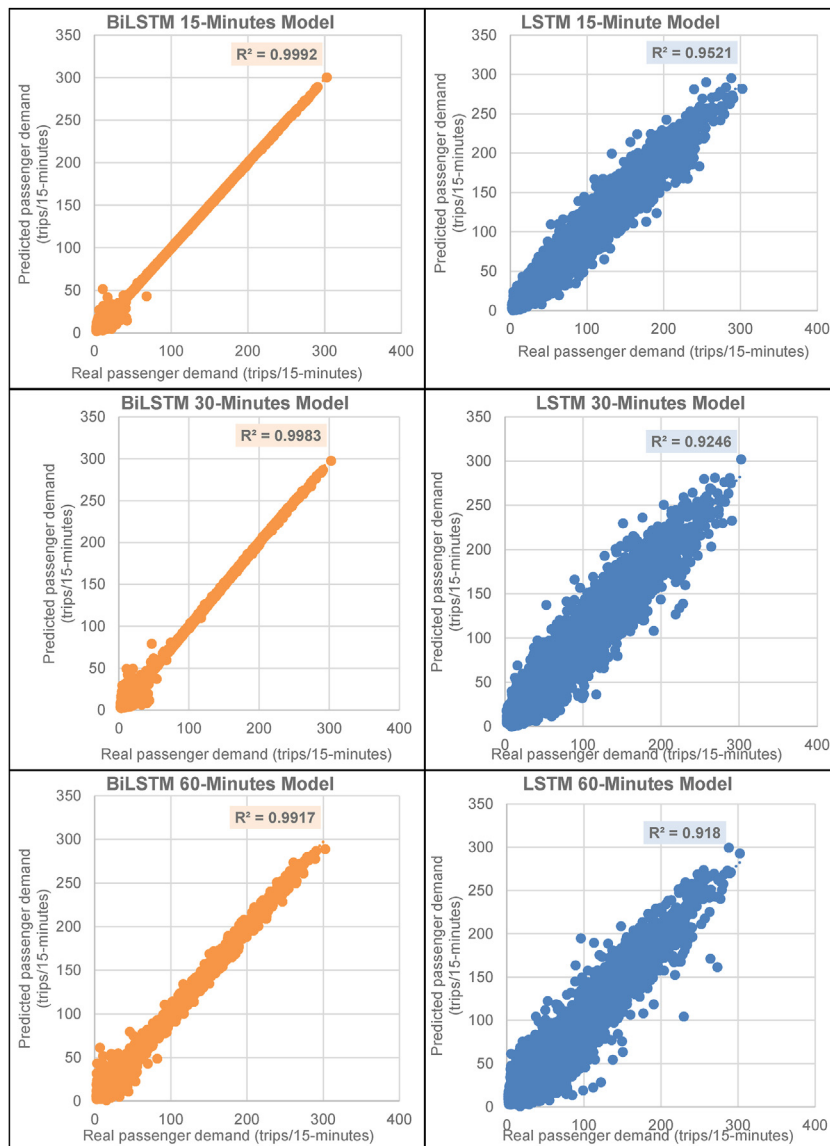 BiLSTM 15-Minutes Model
R² = 0.9992
Predicted passenger demand
(trips/15-minutes)
350
300
250
200
150
100
50
0
0 100 200 300 400
Real passenger demand (trips/15-minutes)
LSTM 15-Minute Model
R² = 0.9521
Predicted passenger demand
(trips/15-minutes)
350
300
250
200
150
100
50
0
0 100 200 300 400
Real passenger demand (trips/15-minutes)
BiLSTM 30-Minutes Model
R² = 0.9983
Predicted passenger demand
(trips/15-minutes)
350
300
250
200
150
100
50
0
0 100 200 300 400
Real passenger demand (trips/15-minutes)
LSTM 30-Minutes Model
R² = 0.9246
Predicted passenger demand
(trips/15-minutes)
350
300
250
200
150
100
50
0
0 100 200 300 400
Real passenger demand (trips/15-minutes)
BiLSTM 60-Minutes Model
R² = 0.9917
Predicted passenger demand
(trips/15-minutes)
350
300
250
200
150
100
50
0
0 100 200 300 400
Real passenger demand (trips/15-minutes)
LSTM 60-Minutes Model
R² = 0.918
Predicted passenger demand
(trips/15-minutes)
350
300
250
200
150
100
50
0
0 100 200 300 400
Real passenger demand (trips/15-minutes)